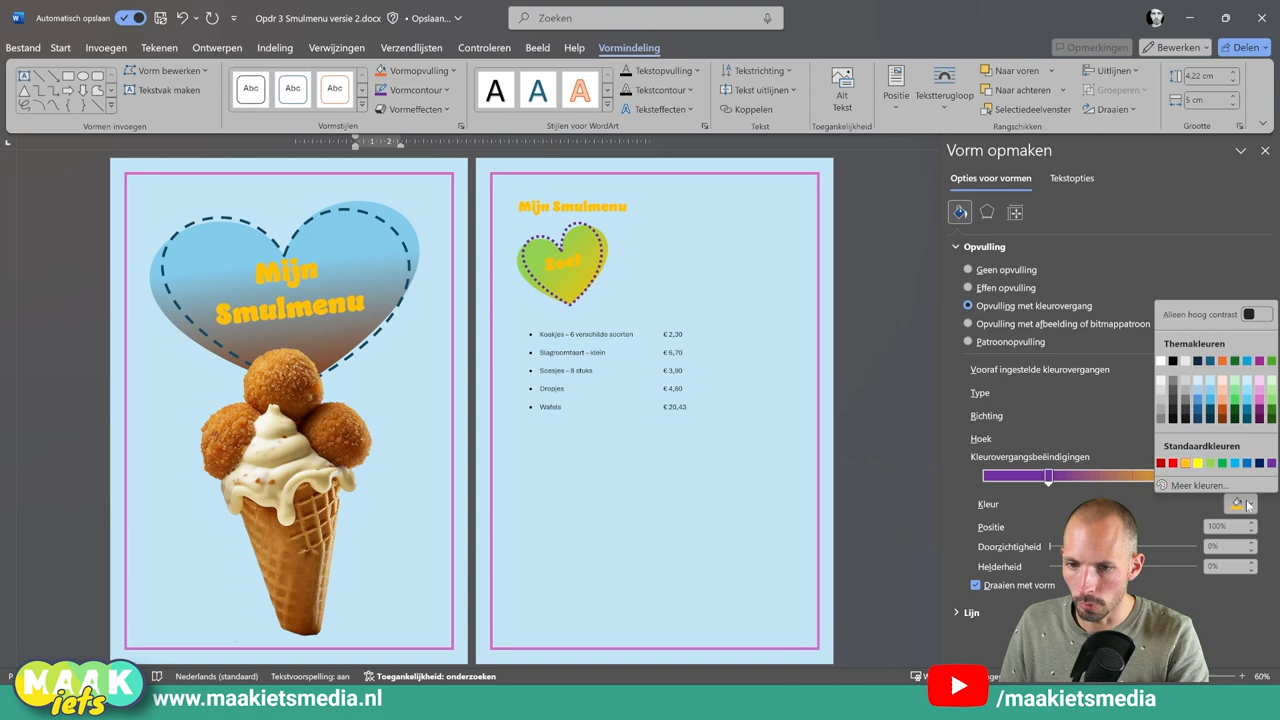 Automatisch opslaan
Opdr 3 Smulmenu versie 2.docx
Opslaan...
Zoeken
Bestand Start Invoegen Tekenen Ontwerpen Indeling Verwijzingen Verzendlijsten Controleren Beeld Help Vormindeling
Opmerkingen Bewerken Delen
Vorm bewerken
Tekstvak maken
Vormen invoegen
Abc Abc Abc
Vormopvulling
Vormcontour
Vormeffecten
Vormstijlen
A A A
Tekstopvulling
Tekstcontour
Teksteffecten
Stijlen voor WordArt
Tekstrichting
Tekst uitlijnen
Koppelen
Tekst
Alt
Tekst
Toegankelijkheid
Positie
Tekstterugloop
Naar voren
Naar achteren
Selectiedeelvenster
Uitlijnen
Groeperen
Draaien
Rangschikken
4,22 cm
5 cm
Grootte
1 2
Mijn
Smulmenu
Mijn Smulmenu
Zoet
Koekjes – 6 verschilde soorten € 2,30
Slagroomtaart – klein € 6,70
Soesjes – 8 stuks € 3,90
Dropjes € 4,60
Wafels € 20,43
Vorm opmaken
Opties voor vormen Tekstopties
Opvulling
Geen opvulling
Effen opvulling
Opvulling met kleurovergang
Opvulling met afbeelding of bitmappatroon
Patroonopvulling
Vooraf ingestelde kleurovergangen
Type
Richting
Hoek
Kleurovergangsbeëindigingen
Kleur
Positie 100%
Doorzichtigheid 0%
Helderheid 0%
Draaien met vorm
Lijn
Alleen hoog contrast
Themakleuren
Standaardkleuren
Meer kleuren...
Nederlands (standaard) Tekstvoorspelling: aan Toegankelijkheid: onderzoeken
60%
MAAK
iets
www.maakietsmedia.nl
/maakietsmedia